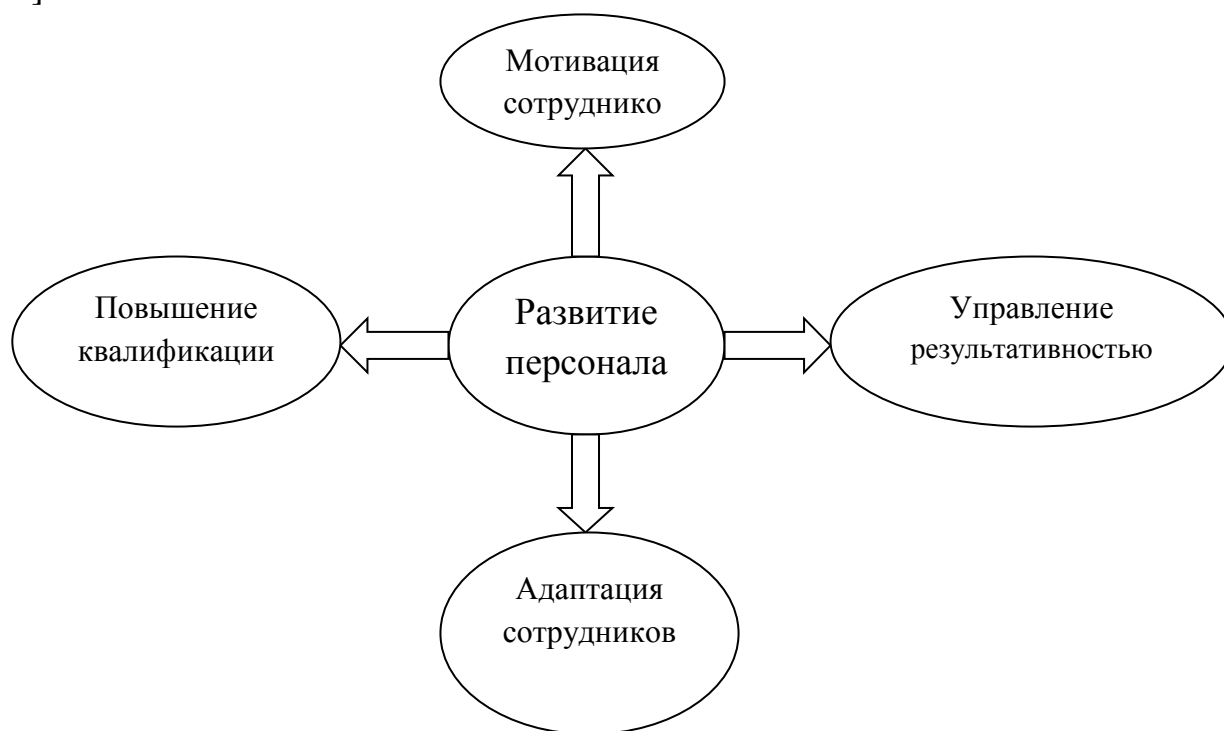 ]
Мотивация
сотруднико
Повышение
квалификации
Развитие
персонала
Управление
результативностью
Адаптация
сотрудников